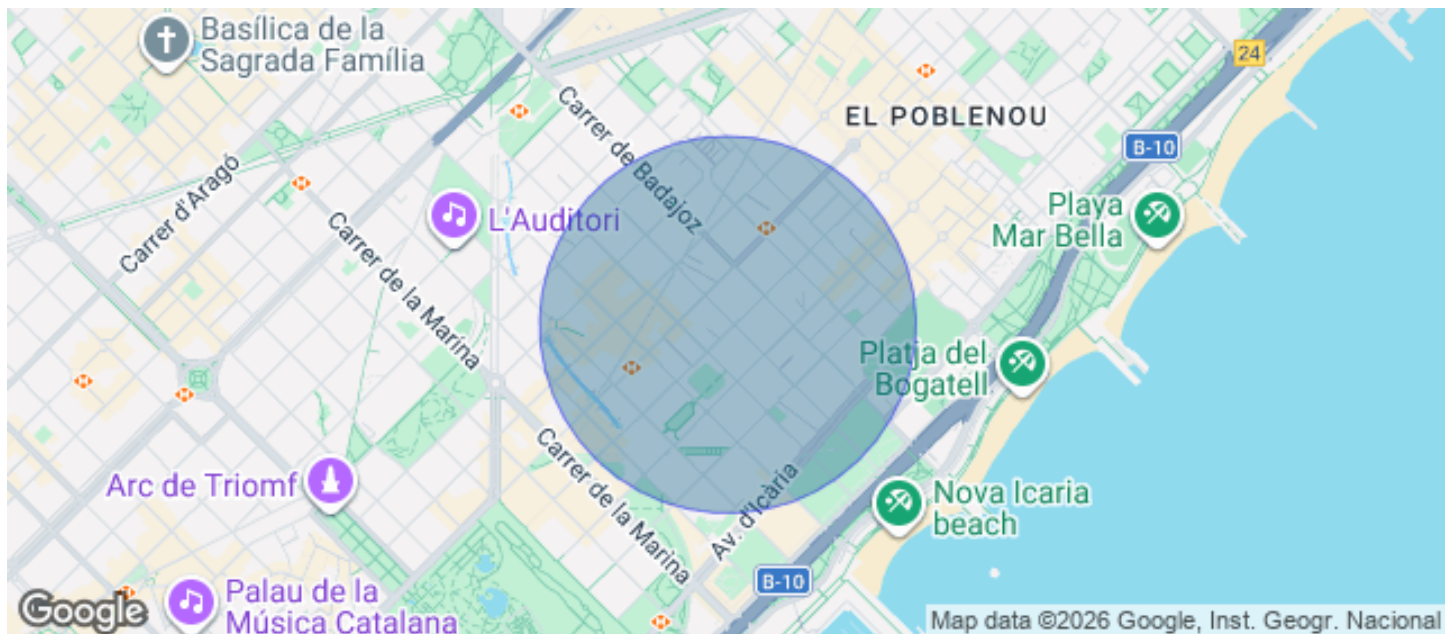 Basílica de la
Sagrada Família
24
Carrer de Badajoz
EL POBLENOU
B-10
Carrer d'Aragó
Playa
Mar Bella
L'Auditori
Carrer de la Marina
Platja del
Bogatell
Carrer de la Marina
Arc de Triomf
Av. d'Icària
Nova Icaria
beach
B-10
Palau de la
Música Catalana
Google
Map data ©2026 Google, Inst. Geogr. Nacional